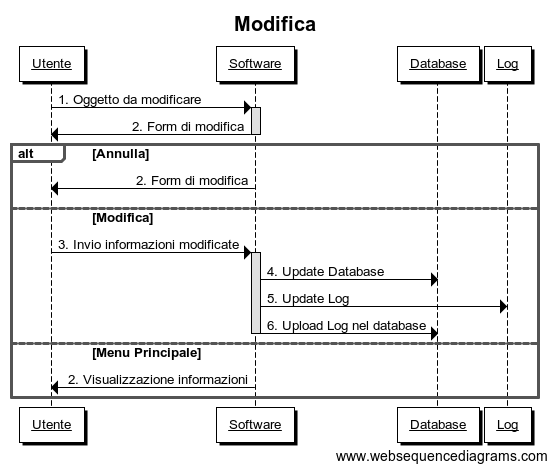 Modifica
Utente Software Database Log
1. Oggetto da modificare
2. Form di modifica
alt [Annulla]
2. Form di modifica
[Modifica]
3. Invio informazioni modificate
4. Update Database
5. Update Log
6. Upload Log nel database
[Menu Principale]
2. Visualizzazione informazioni
Utente Software Database Log
www.websequencediagrams.com